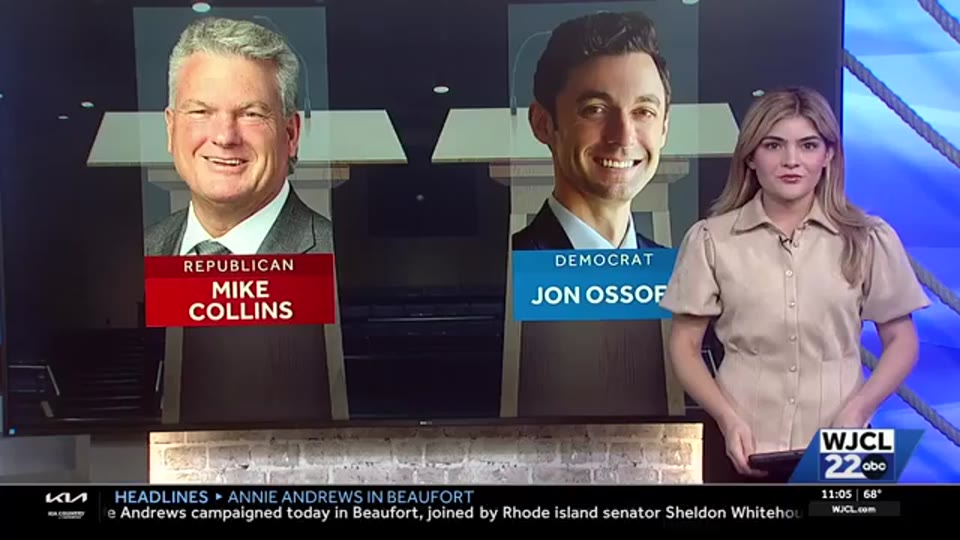 REPUBLICAN
MIKE
COLLINS
DEMOCRAT
JON OSSOF
WJCL
22 abc
KIA
HEADLINES ▸ ANNIE ANDREWS IN BEAUFORT
e Andrews campaigned today in Beaufort, joined by Rhode island senator Sheldon Whitehou
11:05 68°
WJCL.com